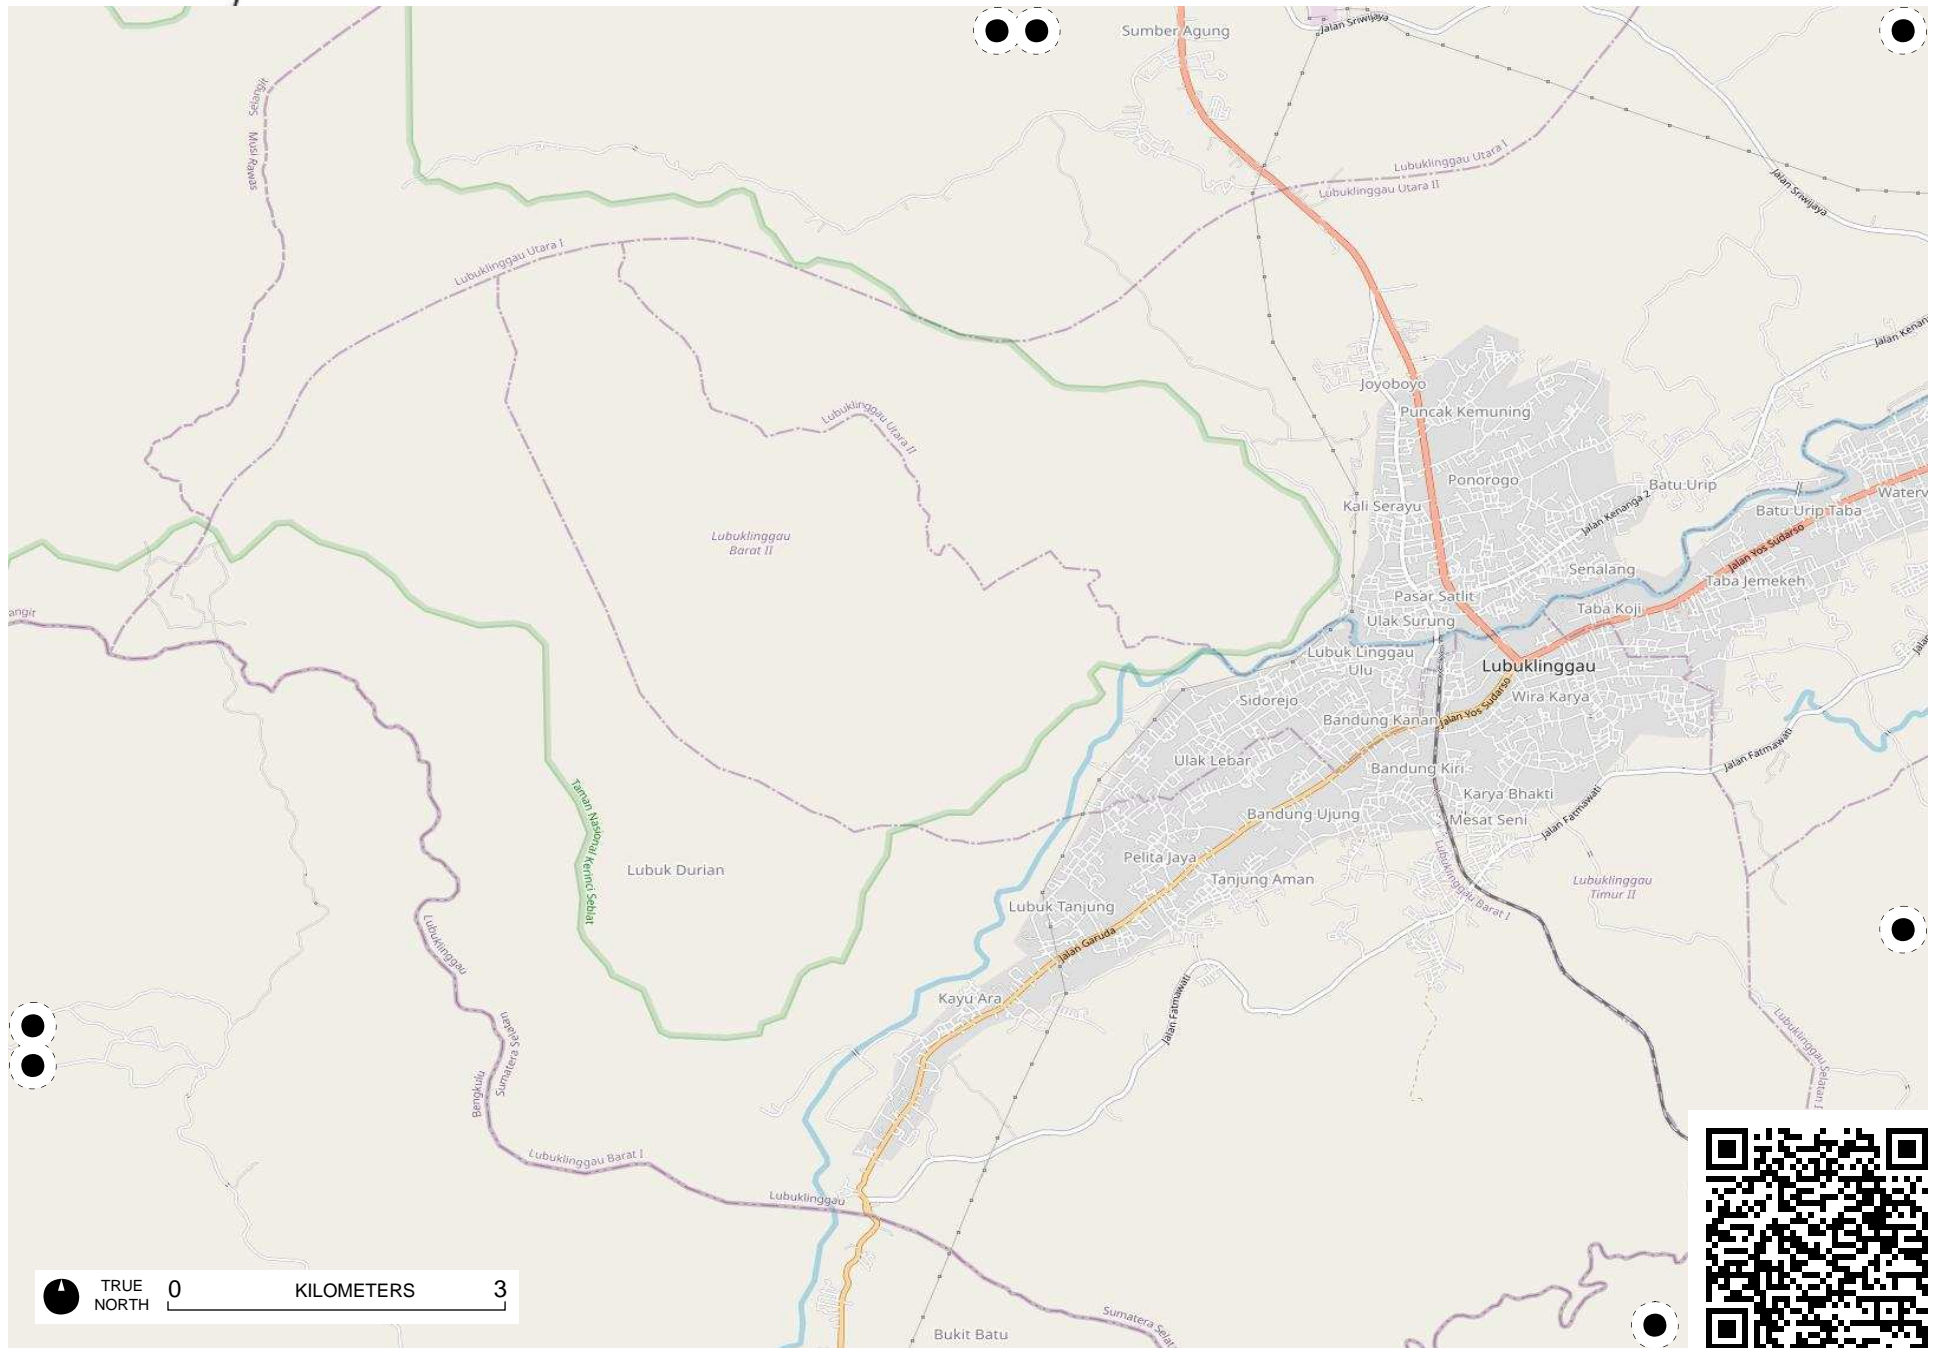 Sumber Agung
Jalan Sriwijaya
Selangit
Musi Rawas
Lubuklinggau Utara I
Lubuklinggau Utara II
Jalan Sriwijaya
Lubuklinggau Utara I
Joyoboyo
Puncak Kemuning
Lubuklinggau Utara II
Ponorogo
Batu Urip
Kali Serayu
Jalan Kenanga 2
Batu Urip Taba
Jalan Yos Sudarso
Lubuklinggau
Barat II
Senalang
Taba Jemekeh
Pasar Satlit
Taba Koji
Ulak Surung
Lubuk Linggau
Ulu
Lubuklinggau
Sidorejo
Wira Karya
Bandung Kanan
Jalan Yos Sudarso
Ulak Lebar
Bandung Kiri
Jalan Fatmawati
Karya Bhakti
Bandung Ujung
Mesat Seni
Jalan Fatmawati
Taman Nasional Kerinci Seblat
Lubuk Durian
Pelita Jaya
Tanjung Aman
Lubuklinggau
Timur II
Lubuklinggau Barat I
Lubuk Tanjung
Lubuklinggau
Jalan Garuda
Kayu Ara
Jalan Fatmawati
Sumatera Selatan
Bengkulu
Lubuklinggau Selatan I
Lubuklinggau Barat I
Lubuklinggau
TRUE
NORTH
0 KILOMETERS 3
Bukit Batu